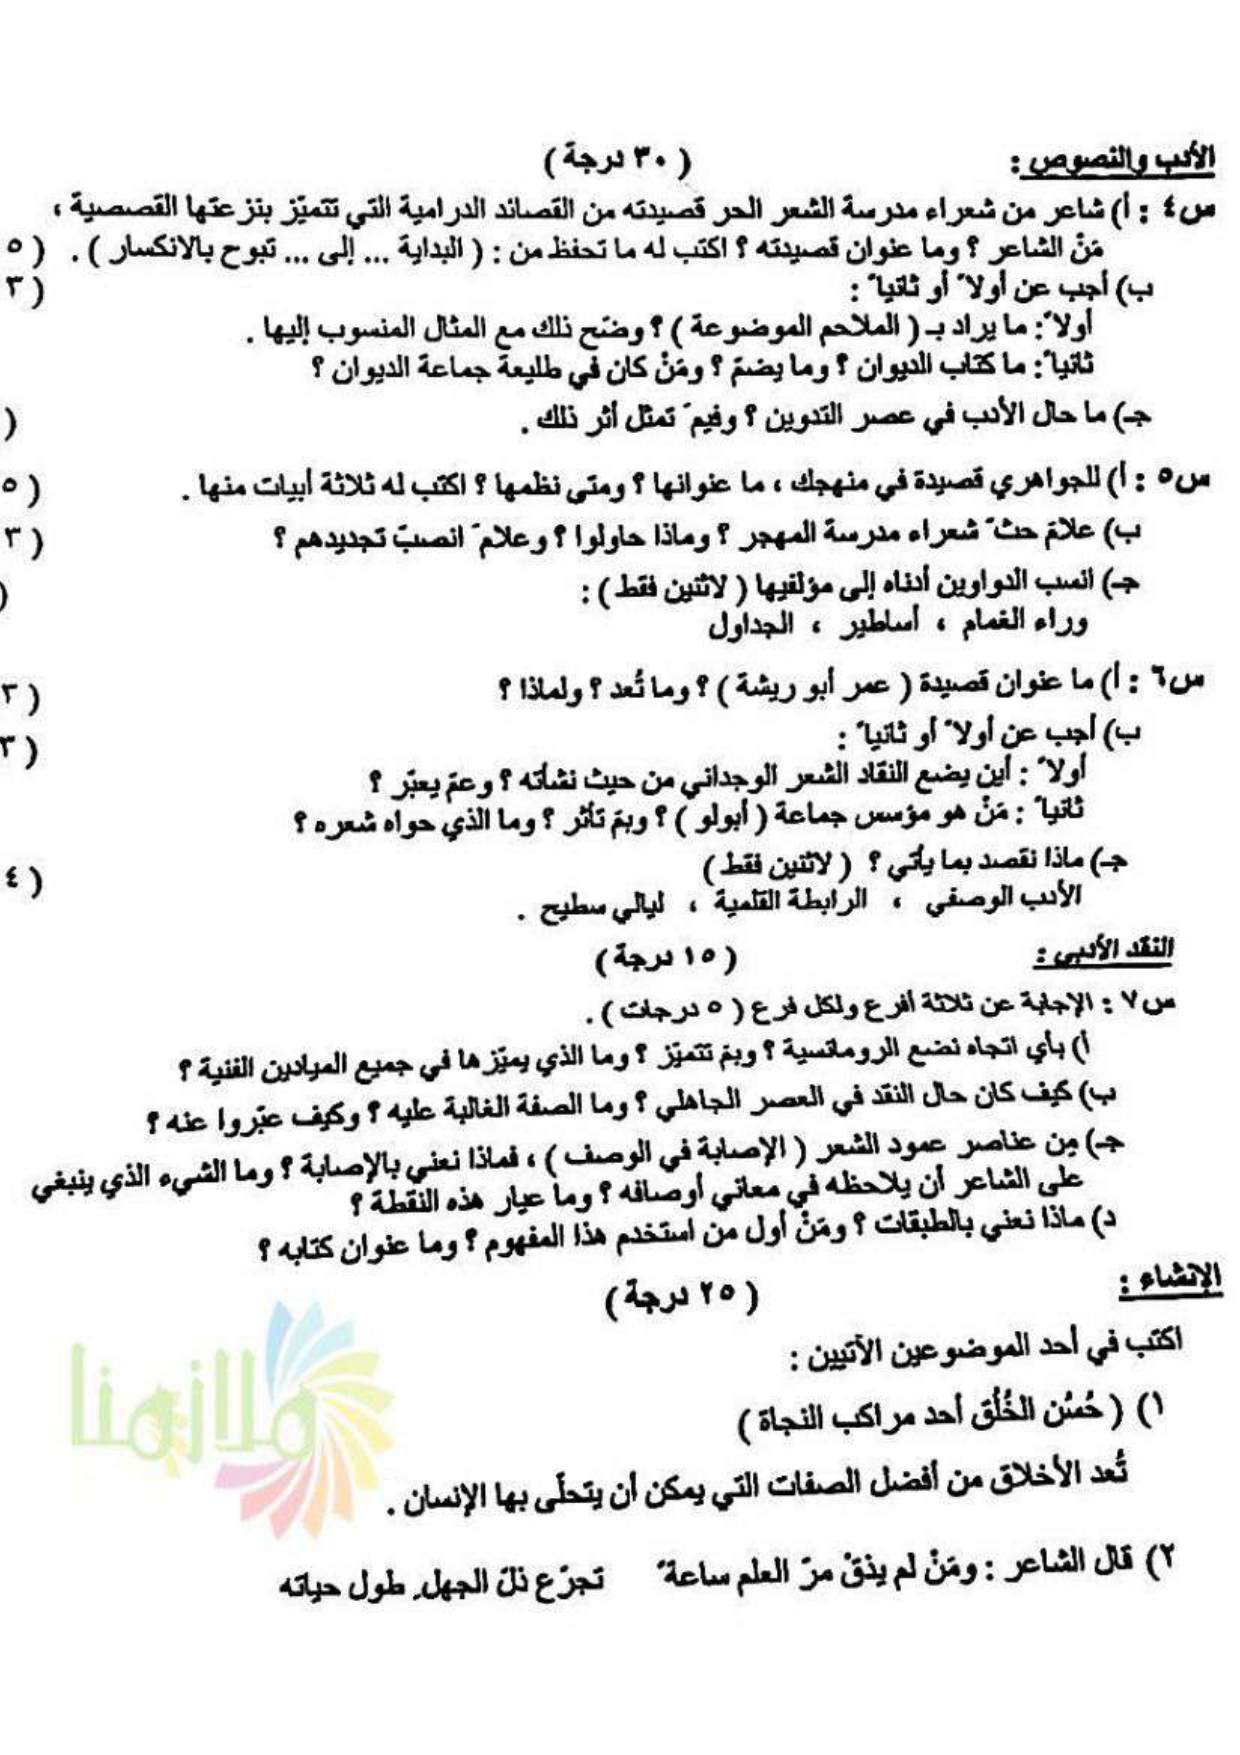 الأدب والنصوص : ( ٣٠ درجة )
س٤ : أ) شاعر من شعراء مدرسة الشعر الحر قصيدته من القصائد الدرامية التي تتميّز بنزعتها القصصية ،
مَنْ الشاعر ؟ وما عنوان قصيدته ؟ اكتب له ما تحفظ من : ( البداية ... إلى ... تبوح بالانكسار ) . ( ٥
ب) أجب عن أولاً أو ثانياً : ( ٣
أولاً : ما يراد بـ ( الملاحم الموضوعة ) ؟ وضّح ذلك مع المثال المنسوب إليها .
ثانياً : ما كتاب الديوان ؟ وما يضمّ ؟ ومَنْ كان في طليعة جماعة الديوان ؟
جـ) ما حال الأدب في عصر التدوين ؟ وفيمَ تمثل أثر ذلك . (
س٥ : أ) للجواهري قصيدة في منهجك ، ما عنوانها ؟ ومتى نظمها ؟ اكتب له ثلاثة أبيات منها . ( ٥
ب) علامَ حثّ شعراء مدرسة المهجر ؟ وماذا حاولوا ؟ وعلامَ انصبّ تجديدهم ؟ ( ٣
جـ) انسب الدواوين أدناه إلى مؤلفيها ( لاثنين فقط ) : (
وراء الغمام ، أساطير ، الجداول
س٦ : أ) ما عنوان قصيدة ( عمر أبو ريشة ) ؟ وما تُعد ؟ ولماذا ؟ ( ٣
ب) أجب عن أولاً أو ثانياً : ( ٣
أولاً : أين يضع النقاد الشعر الوجداني من حيث نشأته ؟ وعمّ يعبّر ؟
ثانياً : مَنْ هو مؤسس جماعة ( أبولو ) ؟ وبمَ تأثر ؟ وما الذي حواه شعره ؟
جـ) ماذا نقصد بما يأتي ؟ ( لاثنين فقط ) ( ٤
الأدب الوصفي ، الرابطة القلمية ، ليالي سطيح .
النقد الأدبي : ( ١٥ درجة )
س٧ : الإجابة عن ثلاثة أفرع ولكل فرع ( ٥ درجات ) .
أ) بأي اتجاه نضع الرومانسية ؟ وبمَ تتميّز ؟ وما الذي يميّزها في جميع الميادين الفنية ؟
ب) كيف كان حال النقد في العصر الجاهلي ؟ وما الصفة الغالبة عليه ؟ وكيف عبّروا عنه ؟
جـ) مِن عناصر عمود الشعر ( الإصابة في الوصف ) ، فماذا نعني بالإصابة ؟ وما الشيء الذي ينبغي
على الشاعر أن يلاحظه في معاني أوصافه ؟ وما عيار هذه النقطة ؟
د) ماذا نعني بالطبقات ؟ ومَنْ أول من استخدم هذا المفهوم ؟ وما عنوان كتابه ؟
الإنشاء : ( ٢٥ درجة )
اكتب في أحد الموضوعين الآتيين :
١) ( حُسْن الخُلُق أحد مراكب النجاة )
تُعد الأخلاق من أفضل الصفات التي يمكن أن يتحلّى بها الإنسان .
٢) قال الشاعر : ومَنْ لم يذقْ مرّ العلم ساعةً تجرّع ذلّ الجهلِ طول حياته
ملازمنا